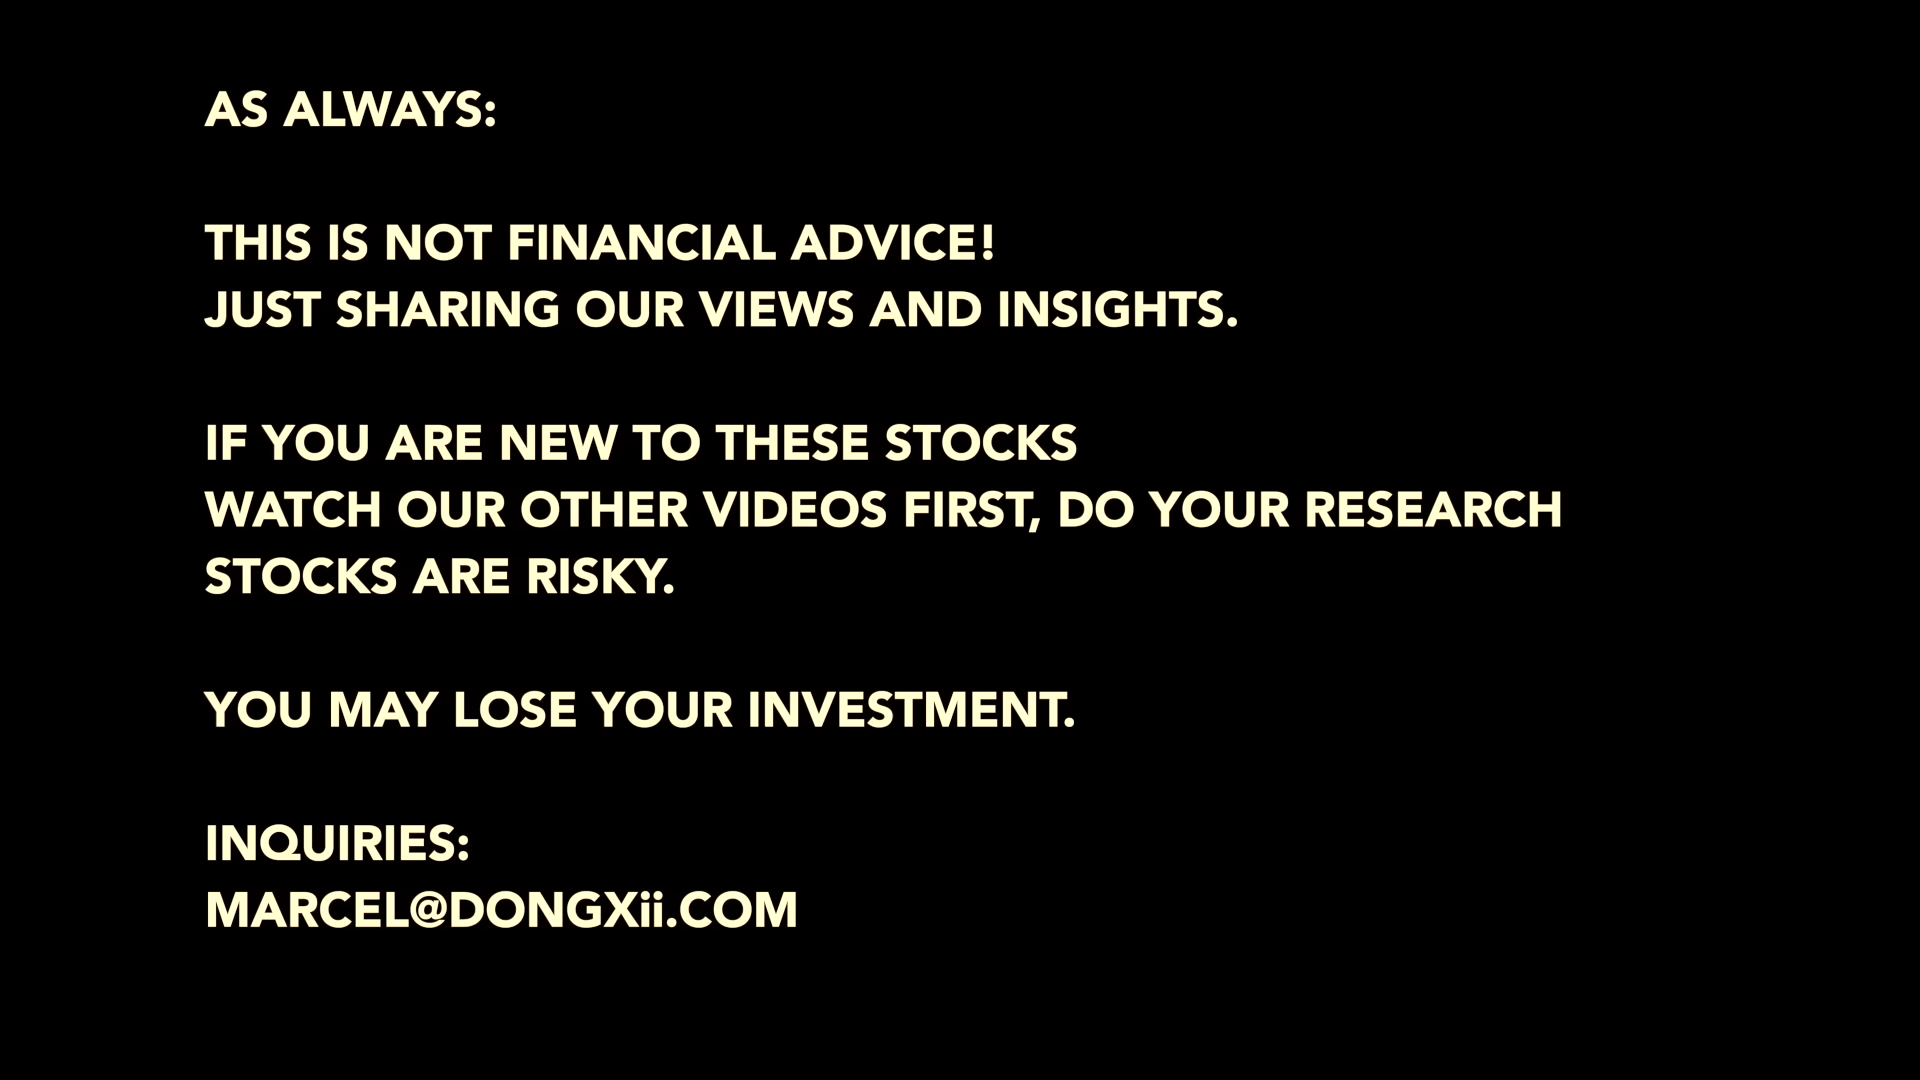 AS ALWAYS:
THIS IS NOT FINANCIAL ADVICE!
JUST SHARING OUR VIEWS AND INSIGHTS.
IF YOU ARE NEW TO THESE STOCKS
WATCH OUR OTHER VIDEOS FIRST, DO YOUR RESEARCH
STOCKS ARE RISKY.
YOU MAY LOSE YOUR INVESTMENT.
INQUIRIES:
MARCEL@DONGXii.COM